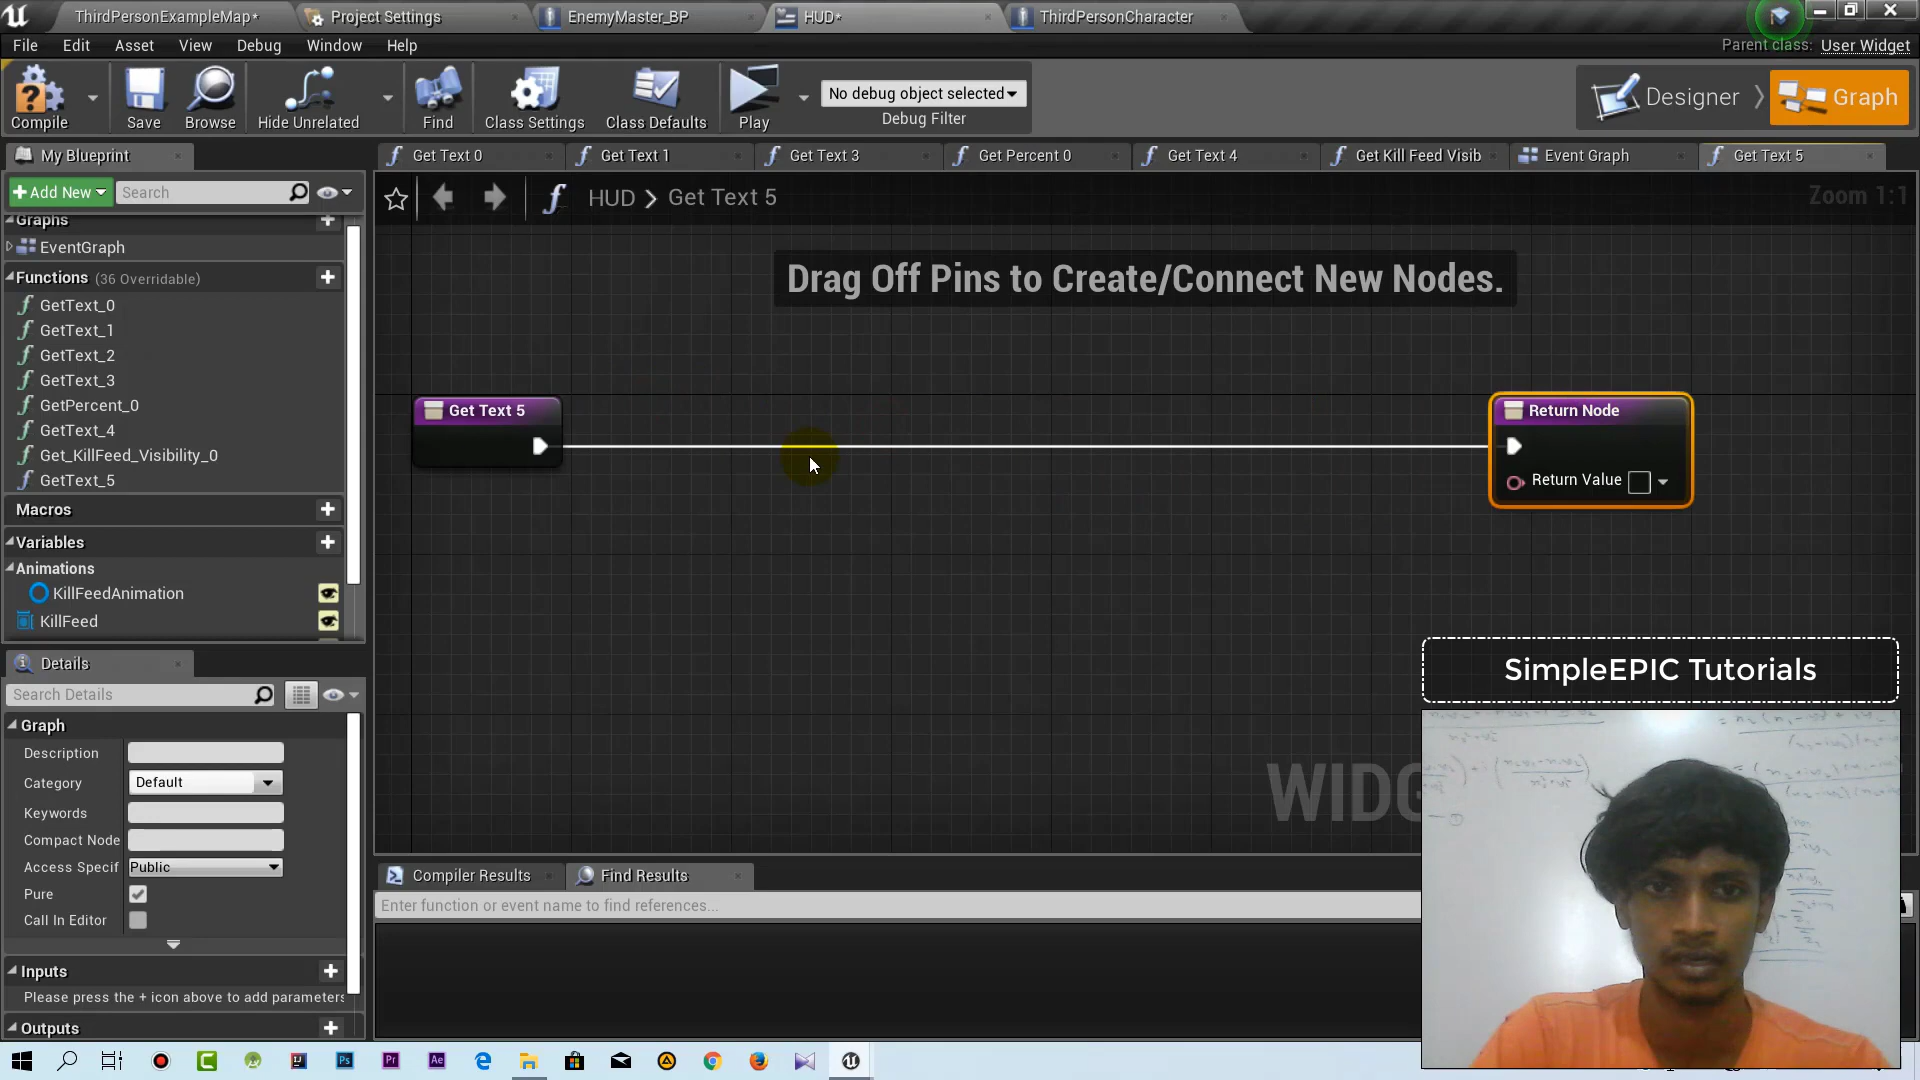 ThirdPersonExampleMap*
Project Settings
EnemyMaster_BP
HUD*
ThirdPersonCharacter
File Edit Asset View Debug Window Help
Parent class: User Widget
Compile
Save
Browse
Hide Unrelated
Find
Class Settings
Class Defaults
Play
No debug object selected
Debug Filter
Designer
Graph
My Blueprint
Get Text 0
Get Text 1
Get Text 3
Get Percent 0
Get Text 4
Get Kill Feed Visib
Event Graph
Get Text 5
+ Add New
Search
HUD > Get Text 5
Zoom 1:1
Graphs
EventGraph
Functions (36 Overridable)
GetText_0
GetText_1
GetText_2
GetText_3
GetPercent_0
GetText_4
Get_KillFeed_Visibility_0
GetText_5
Macros
Variables
Animations
KillFeedAnimation
KillFeed
Drag Off Pins to Create/Connect New Nodes.
Get Text 5
Return Node
Return Value
WIDG
SimpleEPIC Tutorials
Details
Search Details
Graph
Description
Category Default
Keywords
Compact Node
Access Specif Public
Pure
Call In Editor
Inputs
Please press the + icon above to add parameters
Outputs
Compiler Results
Find Results
Enter function or event name to find references...